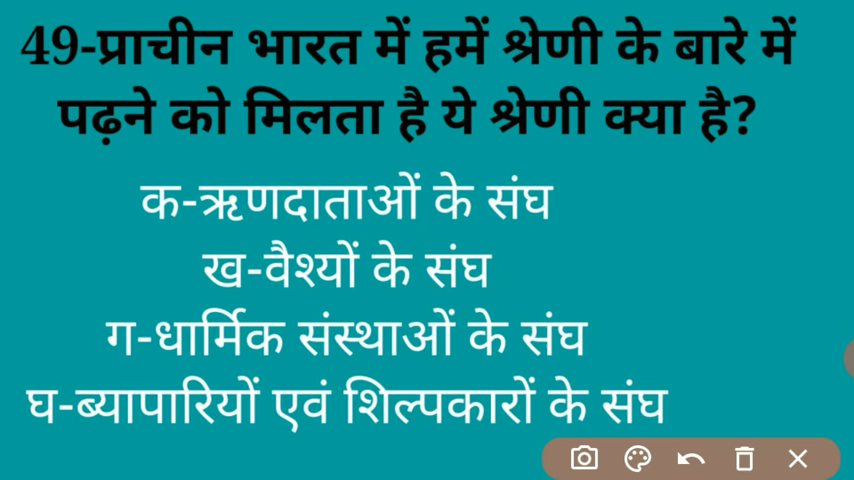 49-प्राचीन भारत में हमें श्रेणी के बारे में
पढ़ने को मिलता है ये श्रेणी क्या है?
क-ऋणदाताओं के संघ
ख-वैश्यों के संघ
ग-धार्मिक संस्थाओं के संघ
घ-ब्यापारियों एवं शिल्पकारों के संघ